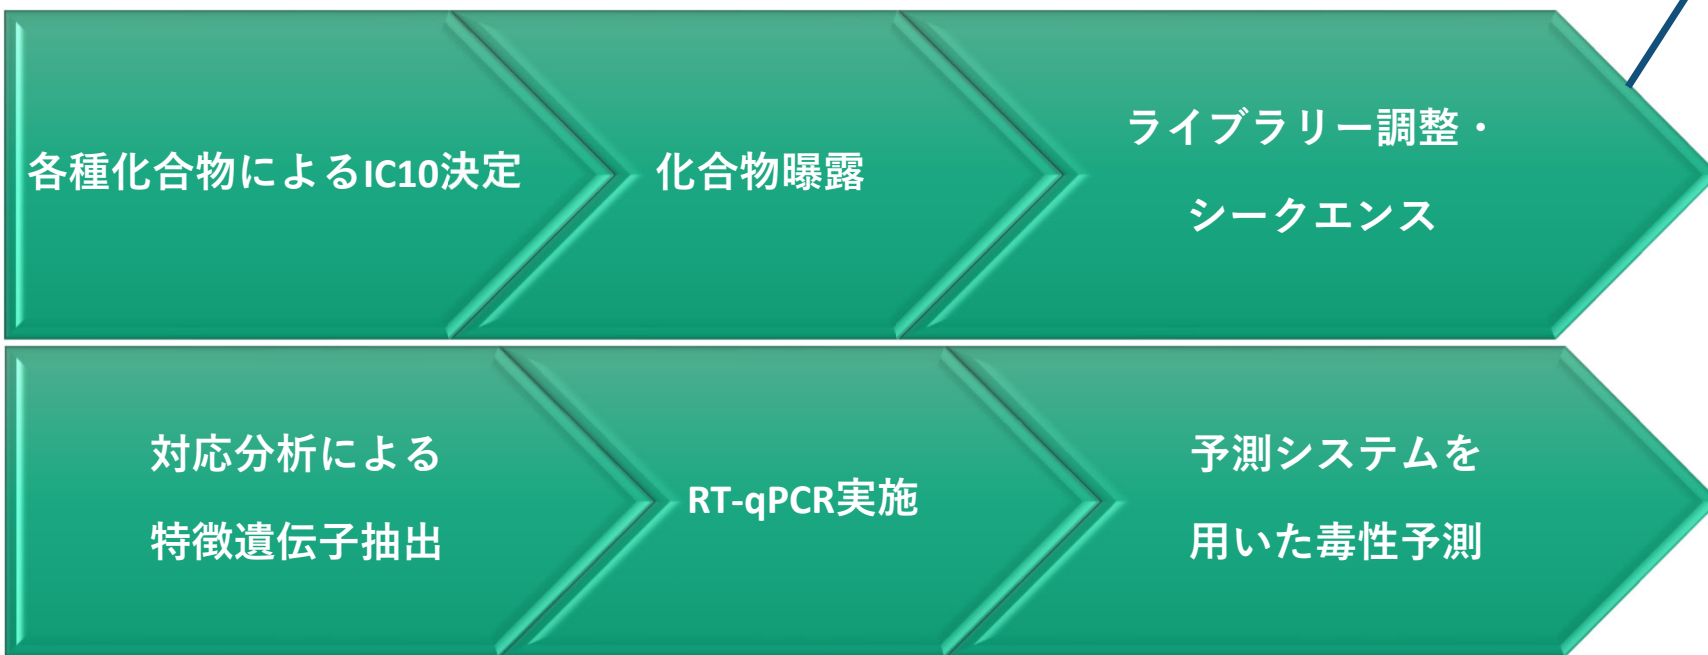 各種化合物によるIC10決定
化合物曝露
ライブラリー調整・
シークエンス
対応分析による
特徴遺伝子抽出
RT-qPCR実施
予測システムを
用いた毒性予測